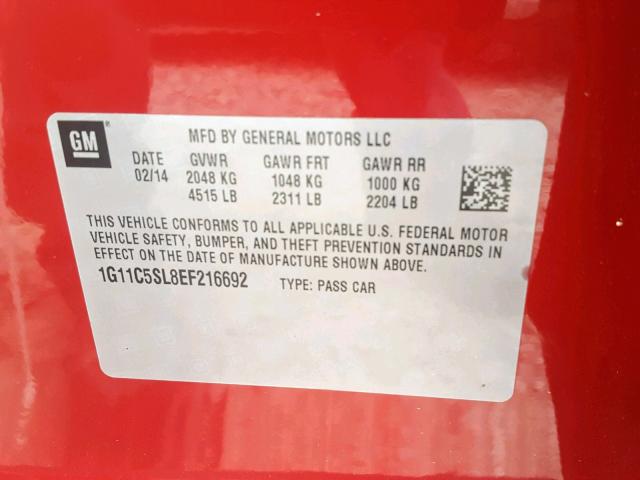 GM®
MFD BY GENERAL MOTORS LLC
DATE GVWR GAWR FRT GAWR RR
02/14 2048 KG 1048 KG 1000 KG
4515 LB 2311 LB 2204 LB
THIS VEHICLE CONFORMS TO ALL APPLICABLE U.S. FEDERAL MOTOR
VEHICLE SAFETY, BUMPER, AND THEFT PREVENTION STANDARDS IN
EFFECT ON THE DATE OF MANUFACTURE SHOWN ABOVE.
1G11C5SL8EF216692 TYPE: PASS CAR